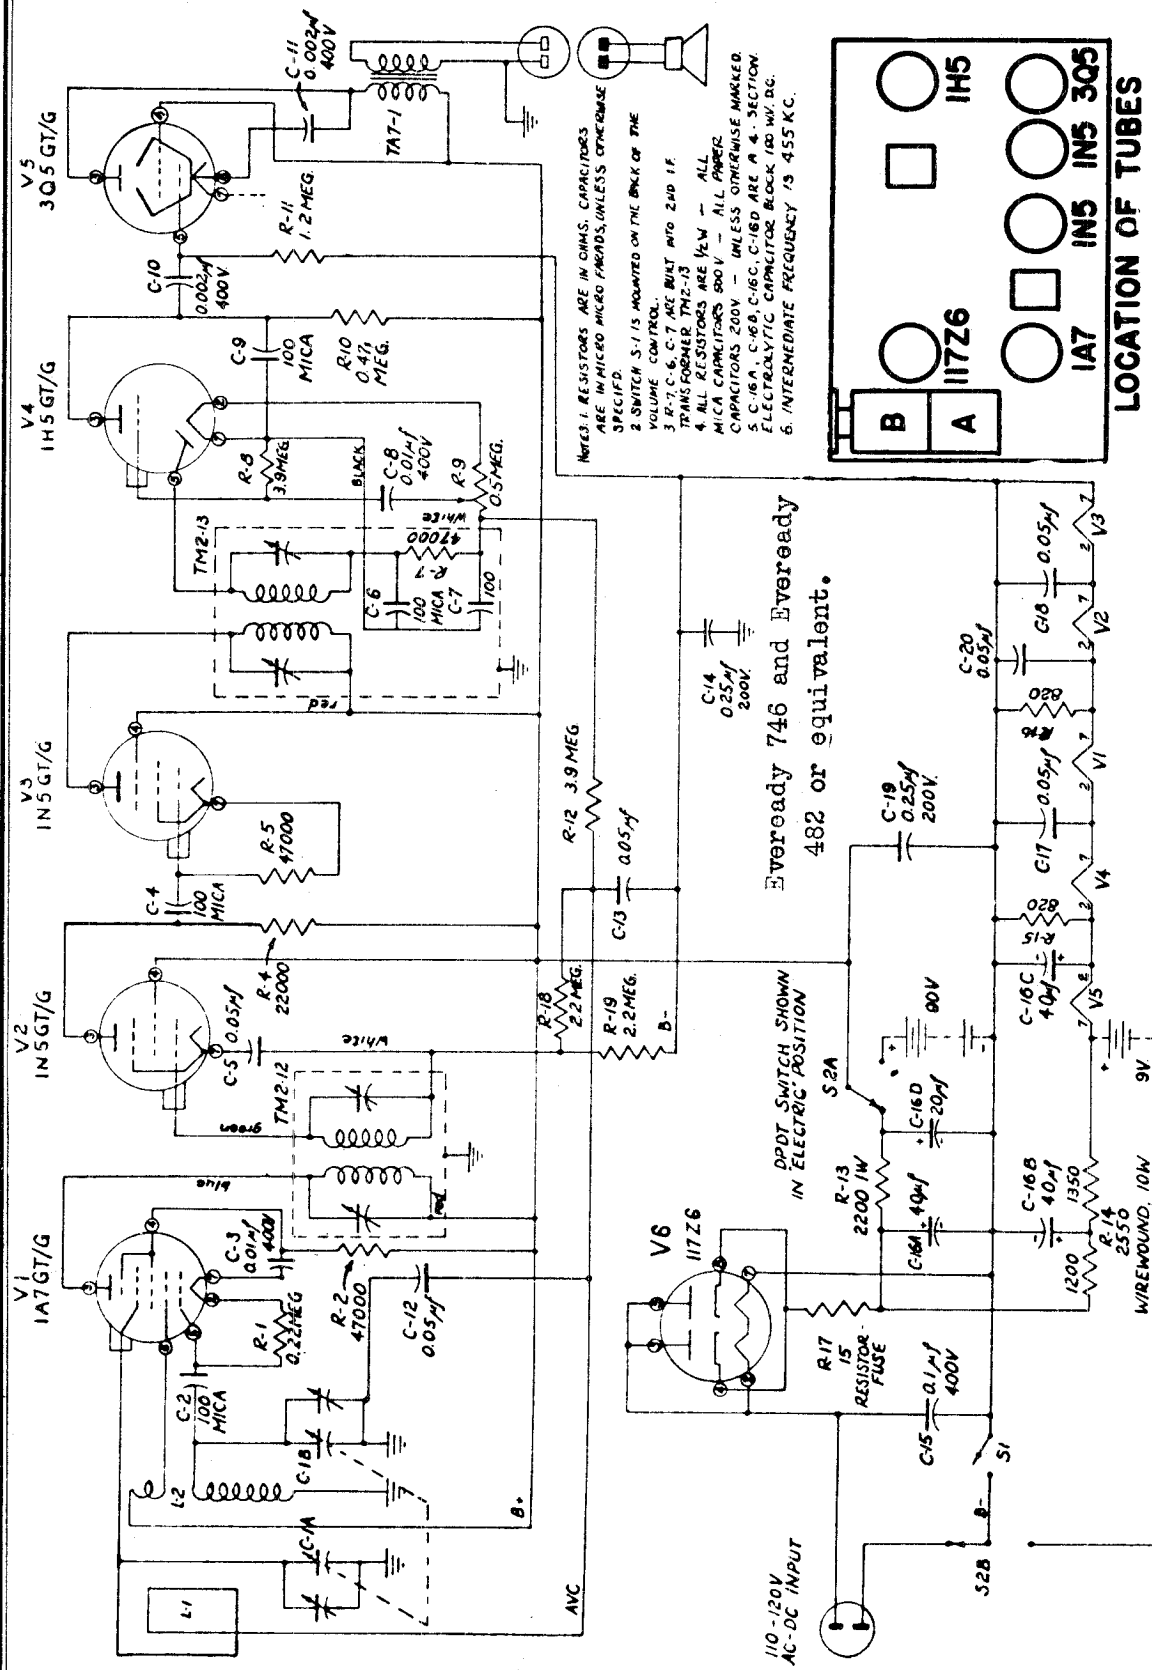 V1
1A7GT/G
V2
1N5GT/G
V3
1N5GT/G
V4
1H5GT/G
V5
3Q5 GT/G
L-1
L-2
C-1A
C-1B
C-2
100
MICA
R-1
0.22MEG
C-3
.01µf
400V
R-2
47000
C-12
0.05µf
B+
AVC
blue
green
red
white
TM2-12
C-5 0.05µf
R-4
22000
C-4
100
MICA
R-5
47000
red
TM2-13
C-6
100
MICA
C-7
100
R-7
47000
White
BLACK
R-8
3.9MEG
C-8
0.01µf
400V
R-9
0.5MEG.
C-9
100
MICA
R-10
0.47
MEG.
C-10
0.002µf
400V.
R-11
1.2MEG.
C-11
0.002µf
400V
TA7-1
R-18
2.2MEG.
R-19
2.2MEG.
B-
R-12 3.9MEG.
C-13 0.05µf
C-14
0.25µf
200V.
NOTES: 1. RESISTORS ARE IN OHMS, CAPACITORS
ARE IN MICRO MICRO FARADS, UNLESS OTHERWISE
SPECIFD.
2. SWITCH S-1 IS MOUNTED ON THE BACK OF THE
VOLUME CONTROL.
3 R-7, C-6, C-7 ARE BUILT INTO 2ND I.F.
TRANSFORMER TM2-13
4. ALL RESISTORS ARE 1/2W — ALL
MICA CAPACITORS 500V — ALL PAPER
CAPACITORS 200V — UNLESS OTHERWISE MARKED.
5 C-16A, C-16B, C-16C, C-16D ARE A 4-SECTION
ELECTROLYTIC CAPACITOR BLOCK 100 WV. D.C.
6. INTERMEDIATE FREQUENCY IS 455 KC.
Eveready 746 and Eveready
482 or equivalent.
110-120V
AC-DC INPUT
V6
117Z6
R-17
15
RESISTOR-
FUSE
C-15 0.1µf
400V
S1
B-
S2B
DPDT SWITCH SHOWN
IN "ELECTRIC" POSITION
S2A
R-13
2200 1W
C-16A 40µf
C-16D
20µf
90V
C-19
0.25µf
200V.
C-16B
40µf
1200
1350
R-14
2550
WIREWOUND, 10W
9V
C-16C
40µf
V5
R-15
820
V4
C17 0.05µf
V1
R-16
820
C-20
0.05µf
V2
C18 0.05µf
V3
B
A
117Z6
1H5
1A7
1N5
1N5
3Q5
LOCATION OF TUBES